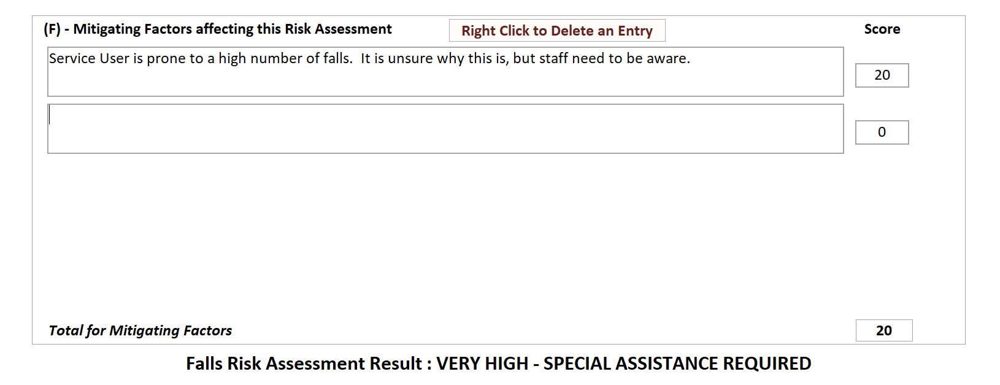 (F) - Mitigating Factors affecting this Risk Assessment Right Click to Delete an Entry Score
Service User is prone to a high number of falls.  It is unsure why this is, but staff need to be aware. 20
0
Total for Mitigating Factors 20
Falls Risk Assessment Result : VERY HIGH - SPECIAL ASSISTANCE REQUIRED